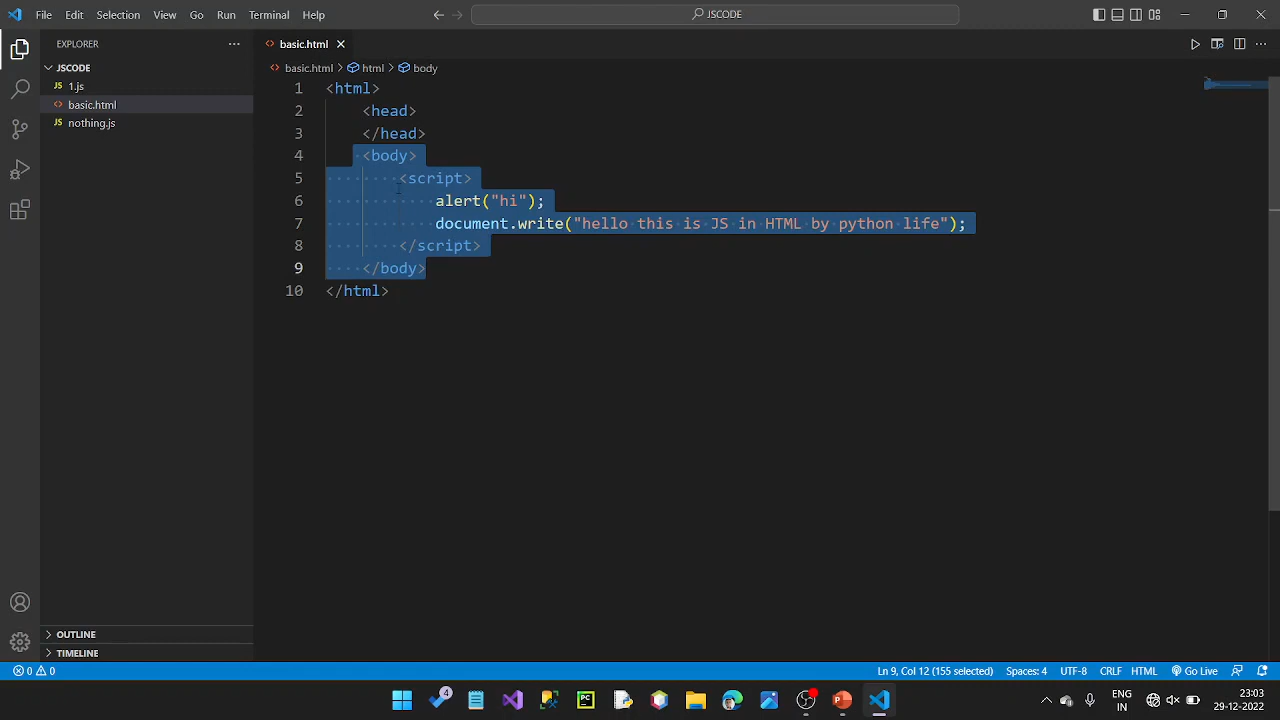 File Edit Selection View Go Run Terminal Help
JSCODE
EXPLORER
basic.html
JSCODE
basic.html > html > body
1.js
basic.html
nothing.js
1 <html>
2 <head>
3 </head>
4 <body>
5 <script>
6 alert("hi");
7 document.write("hello this is JS in HTML by python life");
8 </script>
9 </body>
10 </html>
OUTLINE
TIMELINE
0 0
Ln 9, Col 12 (155 selected) Spaces: 4 UTF-8 CRLF HTML Go Live
4
PC
ENG
IN
23:03
29-12-2022